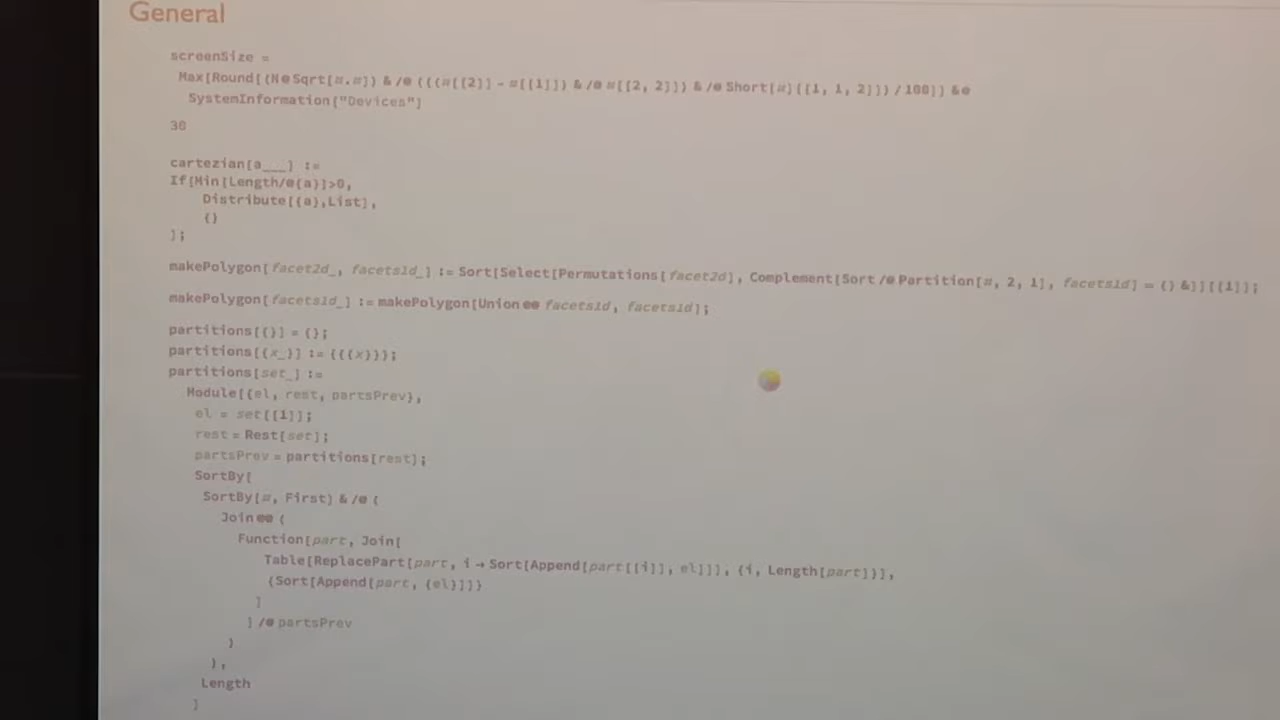 General
screenSize =
Max[Round[(N@Sqrt[#.#]) & /@ (((#[[2]] - #[[1]]) & /@ #[[2, 2]]) & /@ Short[#][[1, 1, 2]]) / 100]] &@
SystemInformation["Devices"]
30
cartezian[a___] :=
If[Min[Length/@{a}]>0,
Distribute[{a},List],
{}
];
makePolygon[facet2d_, facets1d_] := Sort[Select[Permutations[facet2d], Complement[Sort /@ Partition[#, 2, 1], facets1d] = {} &]][[1]];
makePolygon[facets1d_] := makePolygon[Union @@ facets1d, facets1d];
partitions[{}] = {};
partitions[{x_}] := {{{x}}};
partitions[set_] :=
Module[{el, rest, partsPrev},
el = set[[1]];
rest = Rest[set];
partsPrev = partitions[rest];
SortBy[
SortBy[#, First] & /@ (
Join @@ (
Function[part, Join[
Table[ReplacePart[part, i → Sort[Append[part[[i]], el]]], {i, Length[part]}],
{Sort[Append[part, {el}]]}
]
] /@ partsPrev
)
),
Length
]